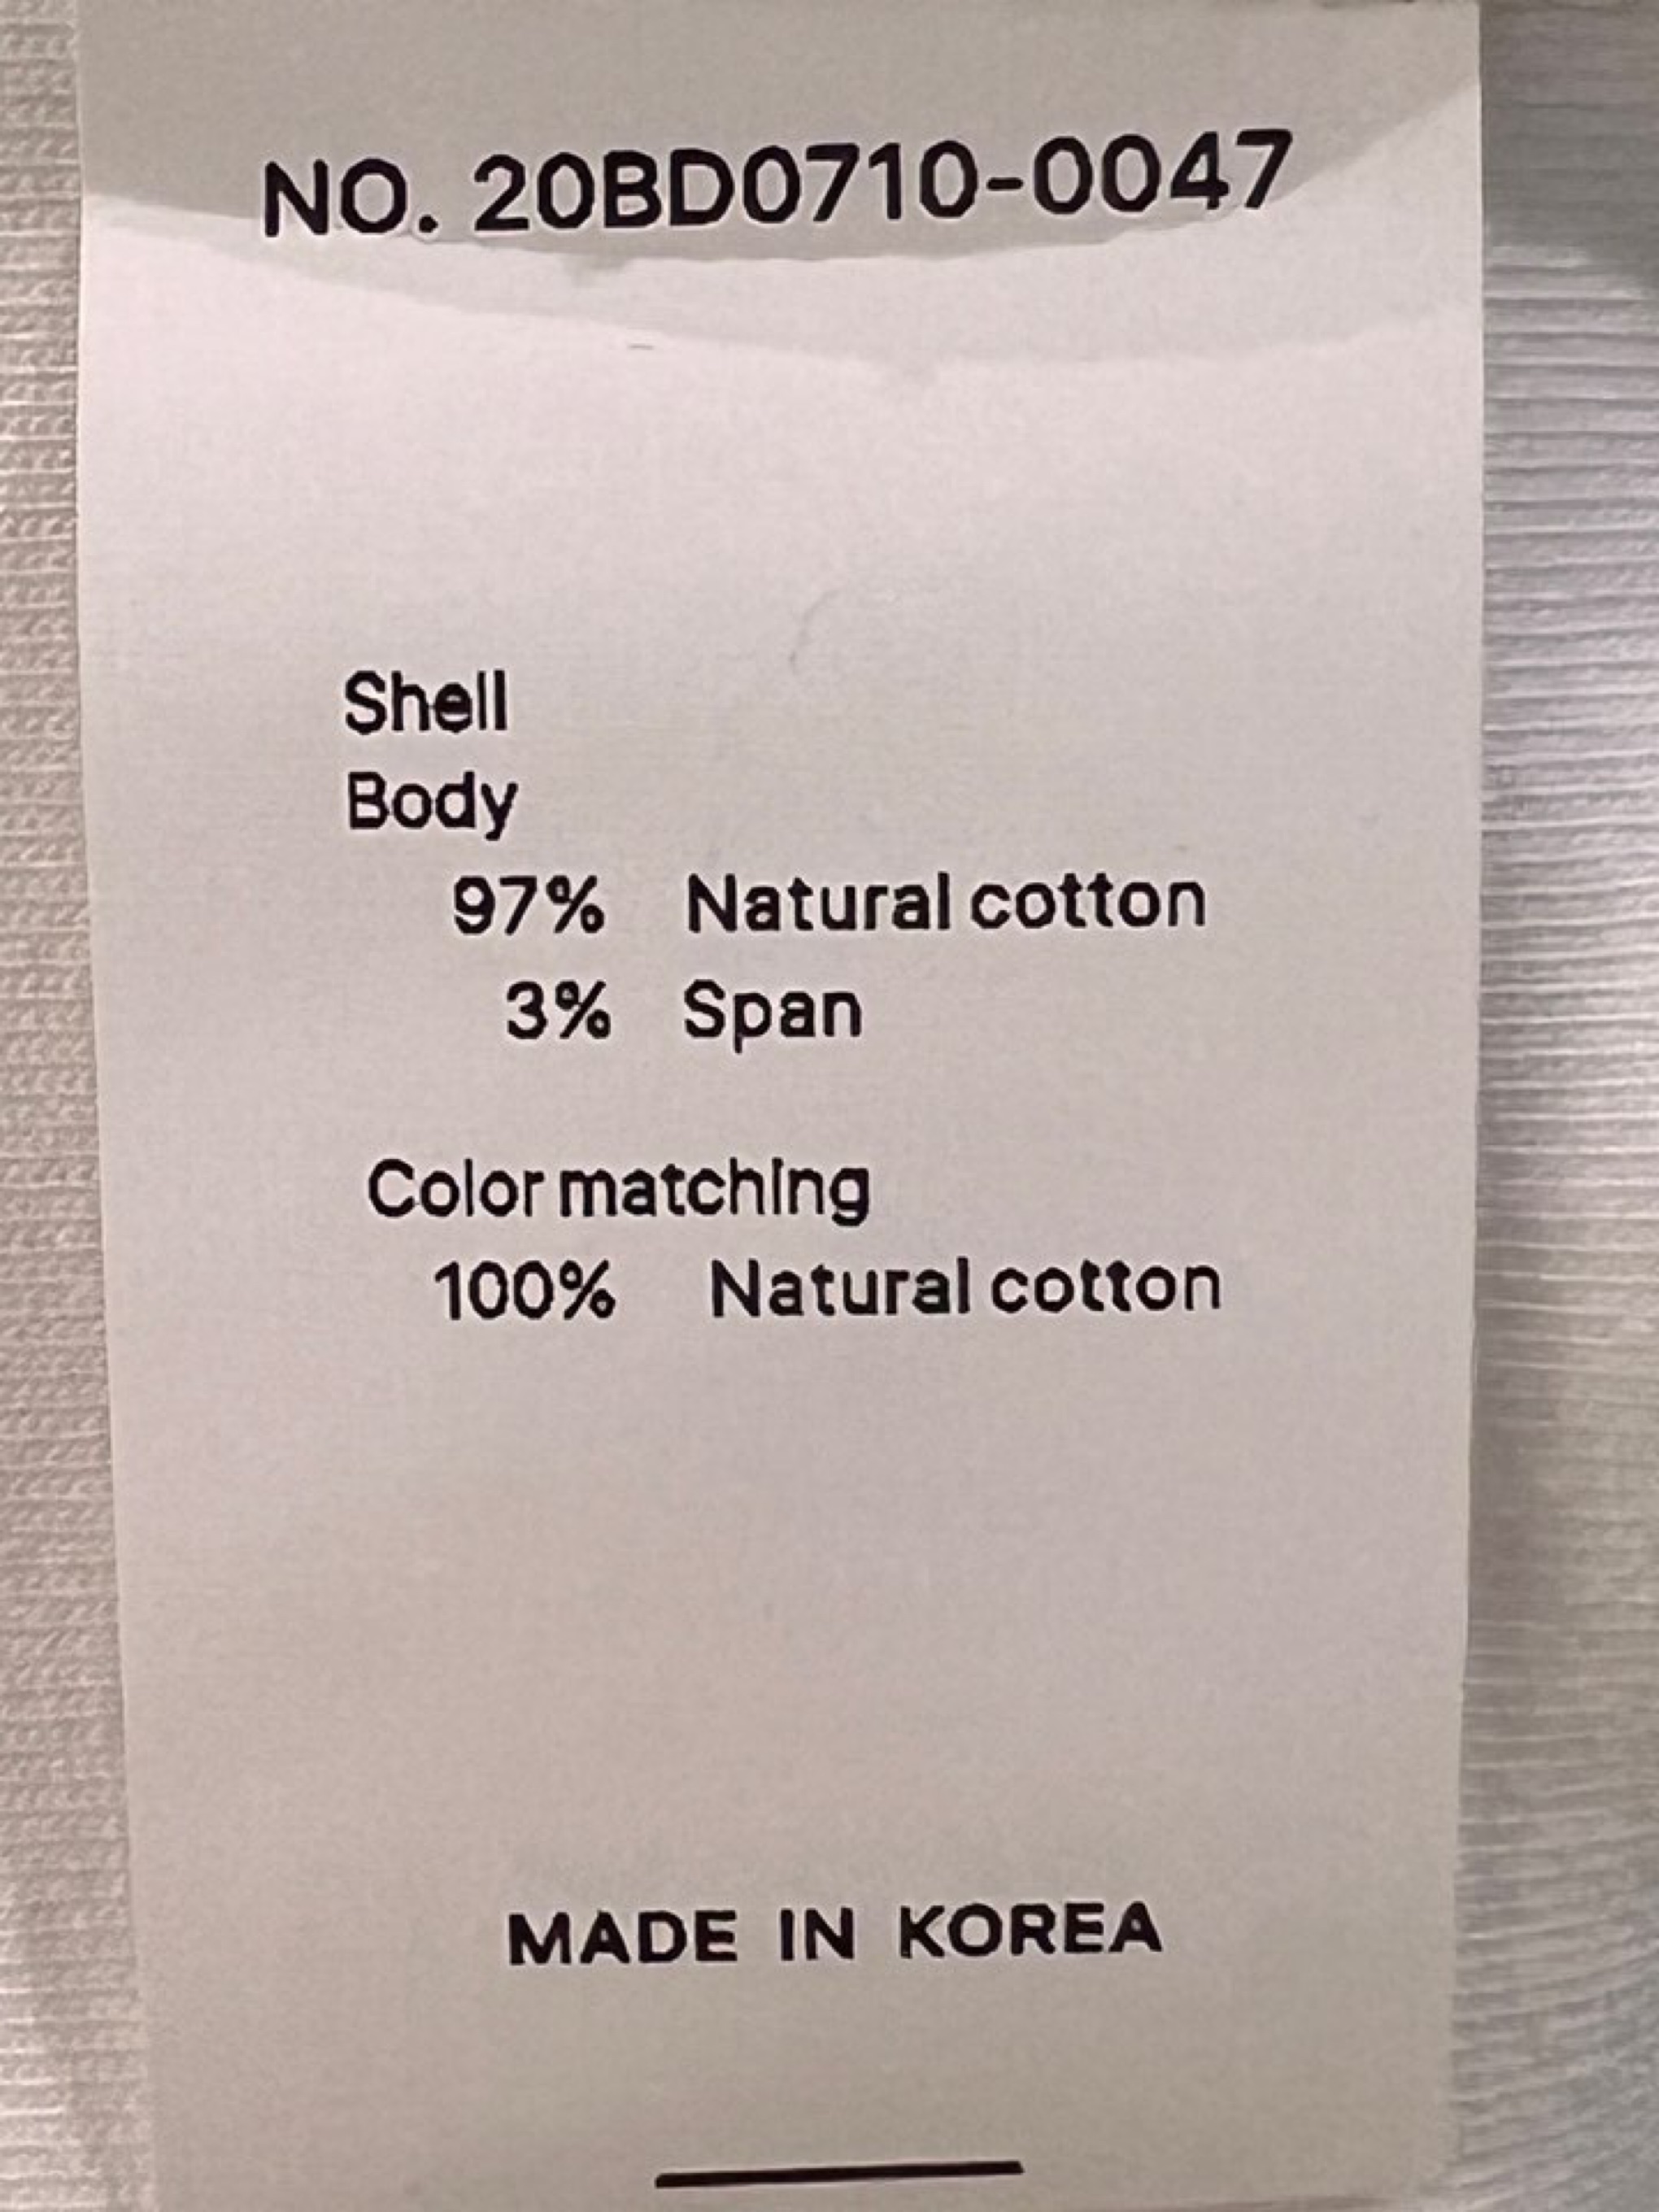 NO. 20BD0710-0047
Shell
Body
97% Natural cotton
3% Span
Color matching
100% Natural cotton
MADE IN KOREA